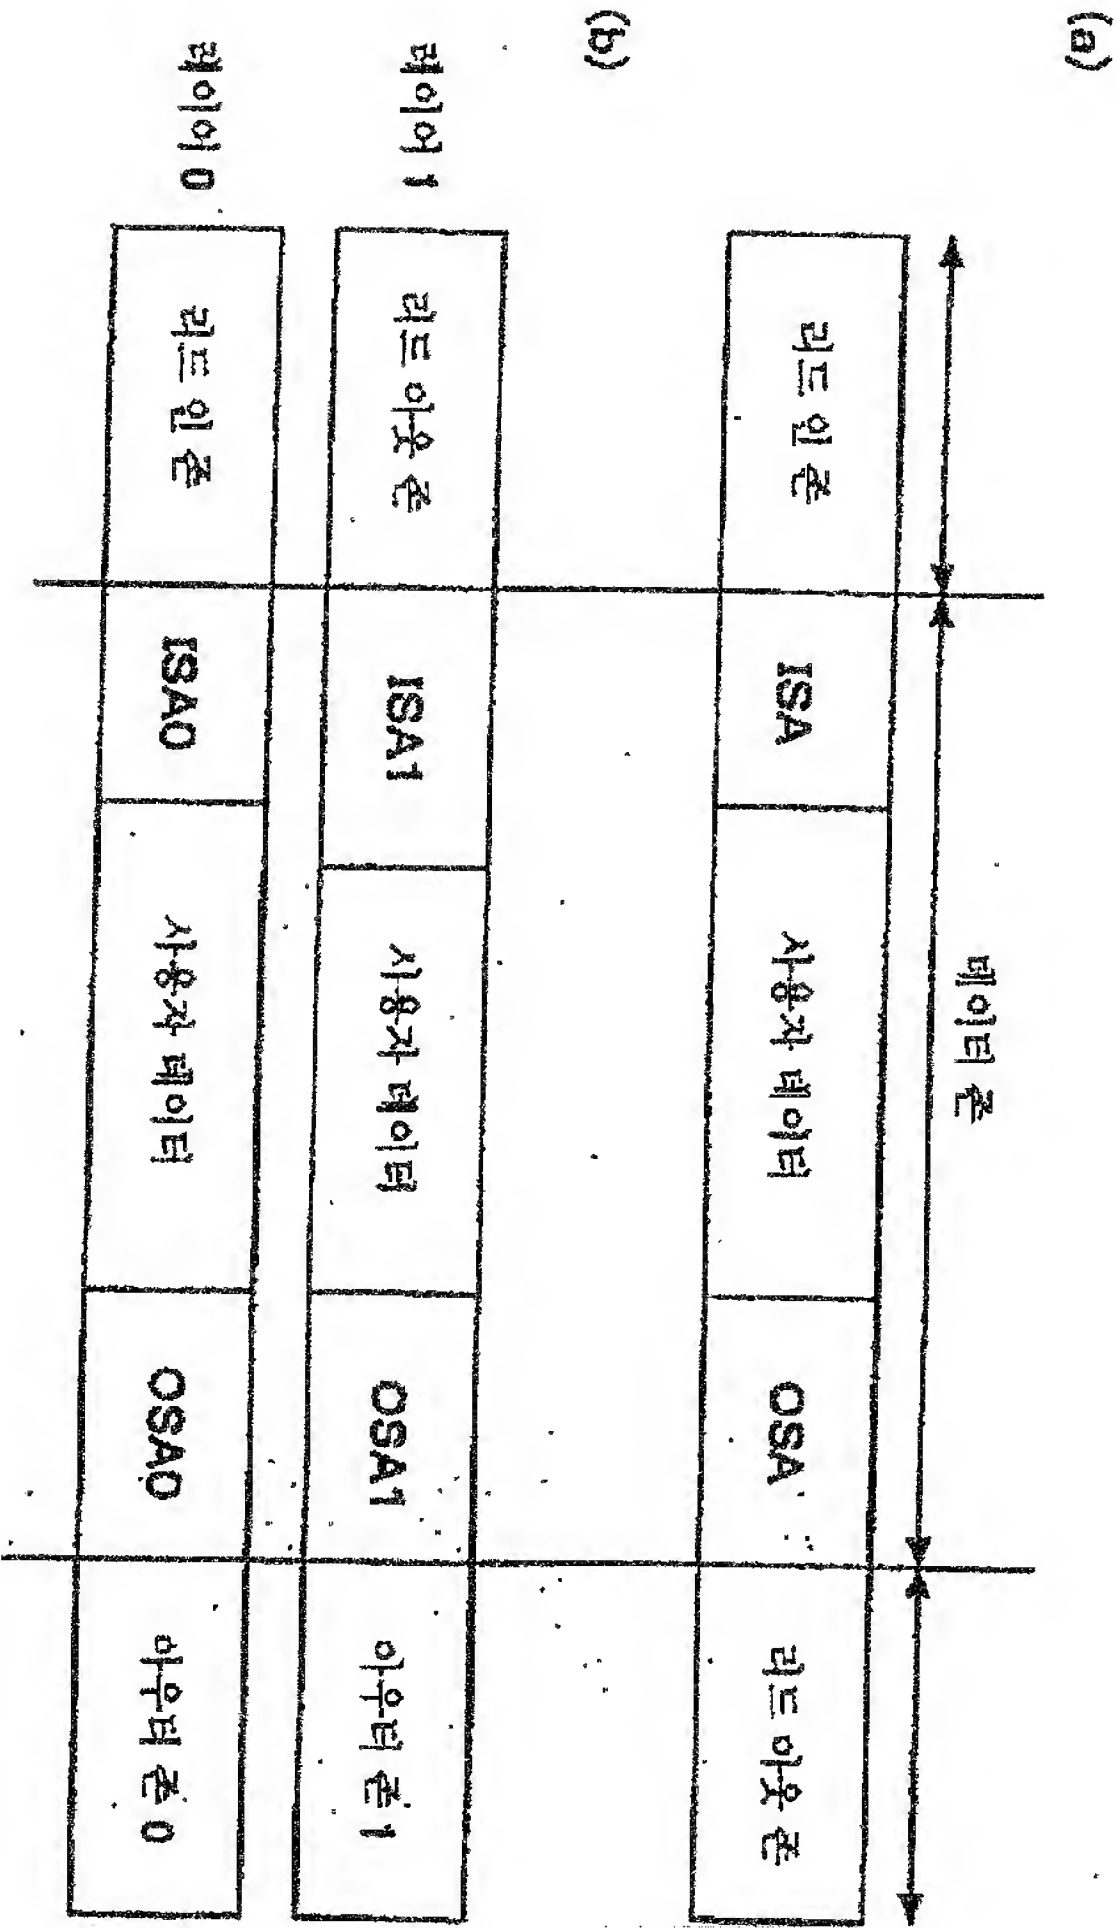 (a)
데이터 존
리드 인 존 ISA 사용자 데이터 OSA 리드 아웃 존
(b)
레이어 1 리드 아웃 존 ISA1 사용자 데이터 OSA1 아우터 존 1
레이어 0 리드 인 존 ISA0 사용자 데이터 OSA0 아우터 존 0